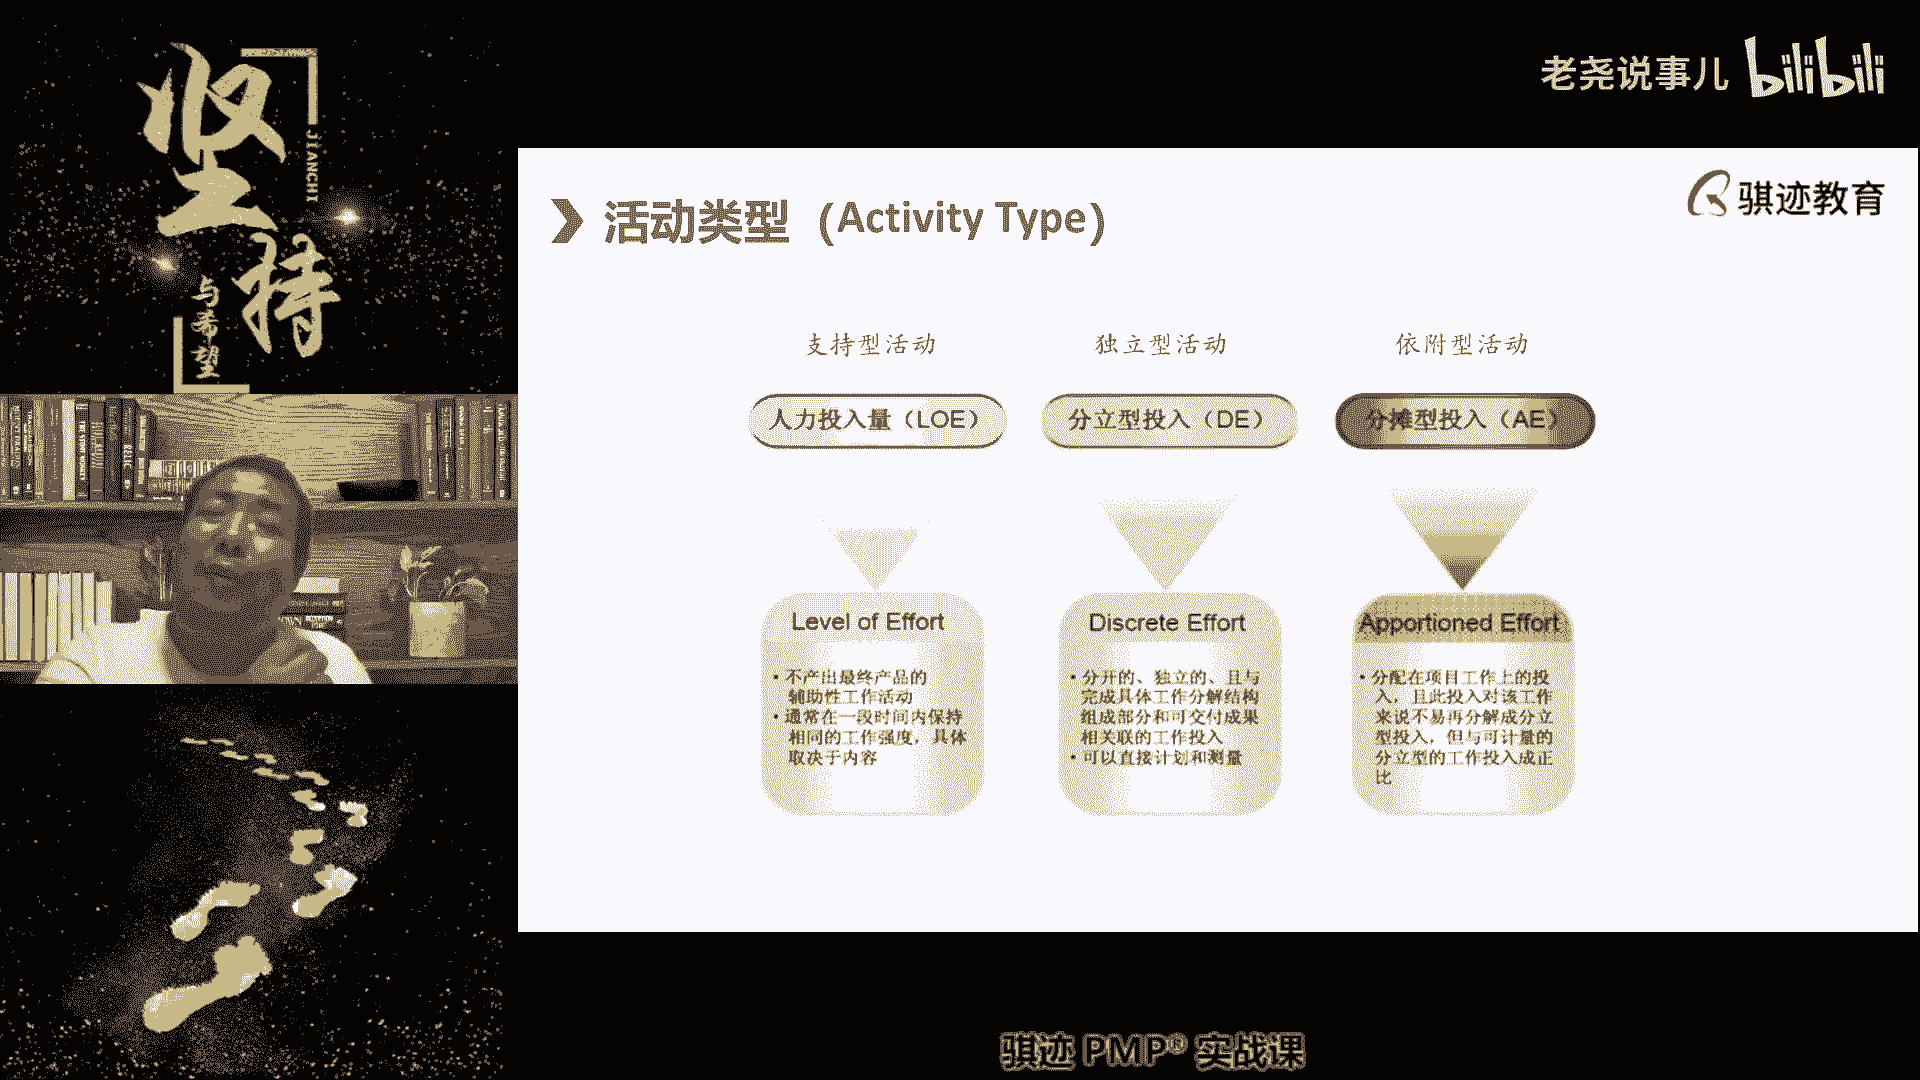 坚持
JIANCHI
与希望
老尧说事儿 bilibili
骐迹教育
活动类型（Activity Type）
支持型活动
独立型活动
依附型活动
人力投入量（LOE）
分立型投入（DE）
分摊型投入（AE）
Level of Effort
• 不产出最终产品的
辅助性工作活动
• 通常在一段时间内保持
相同的工作强度，具体
取决于内容
Discrete Effort
• 分开的、独立的、且与
完成具体工作分解结构
组成部分和可交付成果
相关联的工作投入
• 可以直接计划和测量
Apportioned Effort
• 分配在项目工作上的投
入，且此投入对该工作
来说不易再分解成分立
型投入，但与可计量的
分立型的工作投入成正
比
骐迹 PMP® 实战课